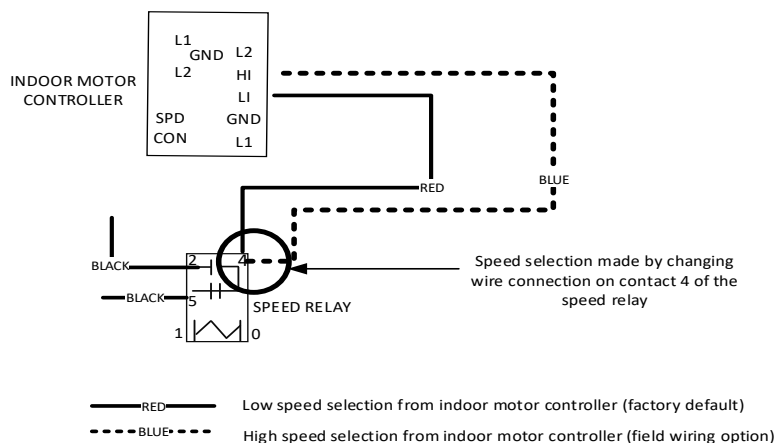 L1
GND
L2
L2
HI
INDOOR MOTOR
CONTROLLER
LI
SPD
GND
CON
L1
RED
BLUE
BLACK
2
4
Speed selection made by changing
wire connection on contact 4 of the
speed relay
BLACK
5
SPEED RELAY
1
0
RED
Low speed selection from indoor motor controller (factory default)
BLUE
High speed selection from indoor motor controller (field wiring option)